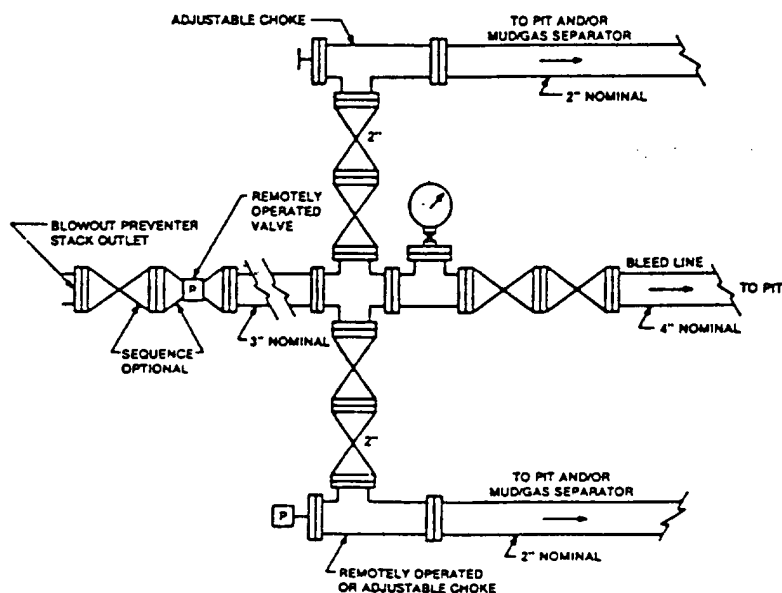 ADJUSTABLE CHOKE
TO PIT AND/OR
MUD/GAS SEPARATOR
2" NOMINAL
2"
REMOTELY
OPERATED
VALVE
BLOWOUT PREVENTER
STACK OUTLET
P
BLEED LINE
TO PIT
SEQUENCE
OPTIONAL
3" NOMINAL
4" NOMINAL
2"
TO PIT AND/OR
MUD/GAS SEPARATOR
P
2" NOMINAL
REMOTELY OPERATED
OR ADJUSTABLE CHOKE